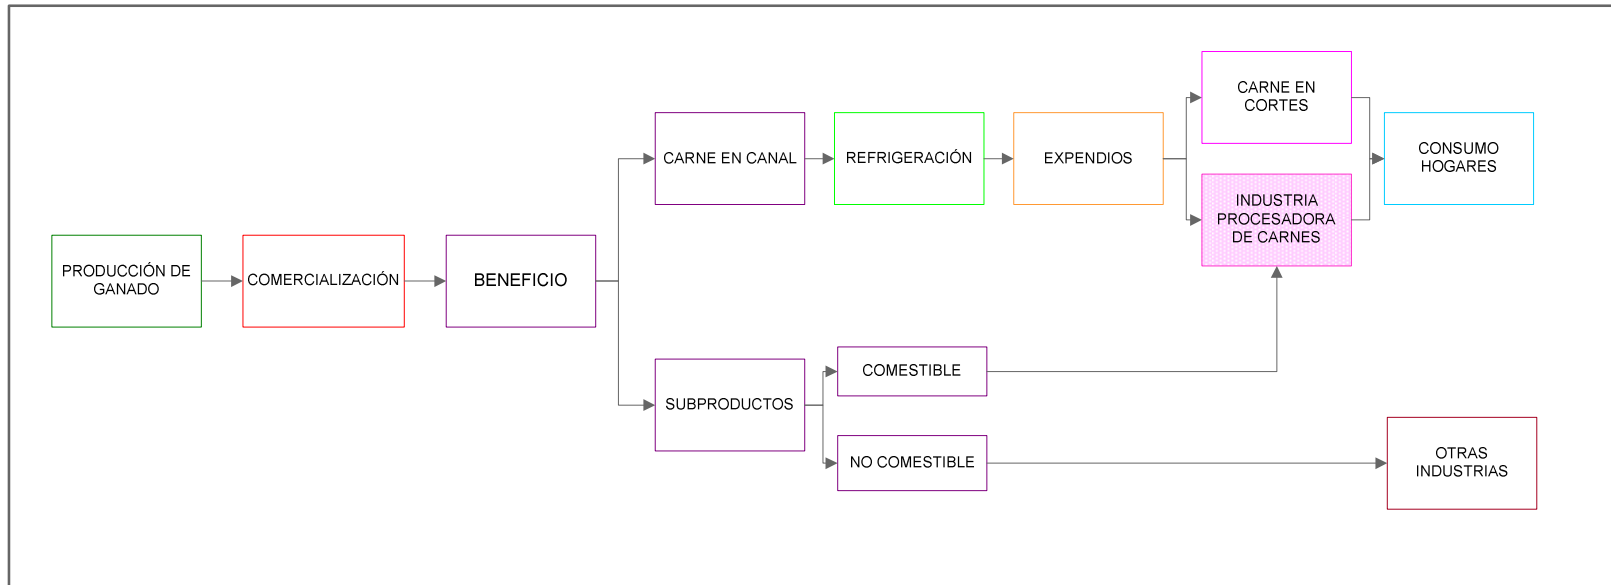 PRODUCCIÓN DE
GANADO
COMERCIALIZACIÓN
BENEFICIO
CARNE EN CANAL
REFRIGERACIÓN
EXPENDIOS
CARNE EN
CORTES
INDUSTRIA
PROCESADORA
DE CARNES
CONSUMO
HOGARES
SUBPRODUCTOS
COMESTIBLE
NO COMESTIBLE
OTRAS
INDUSTRIAS